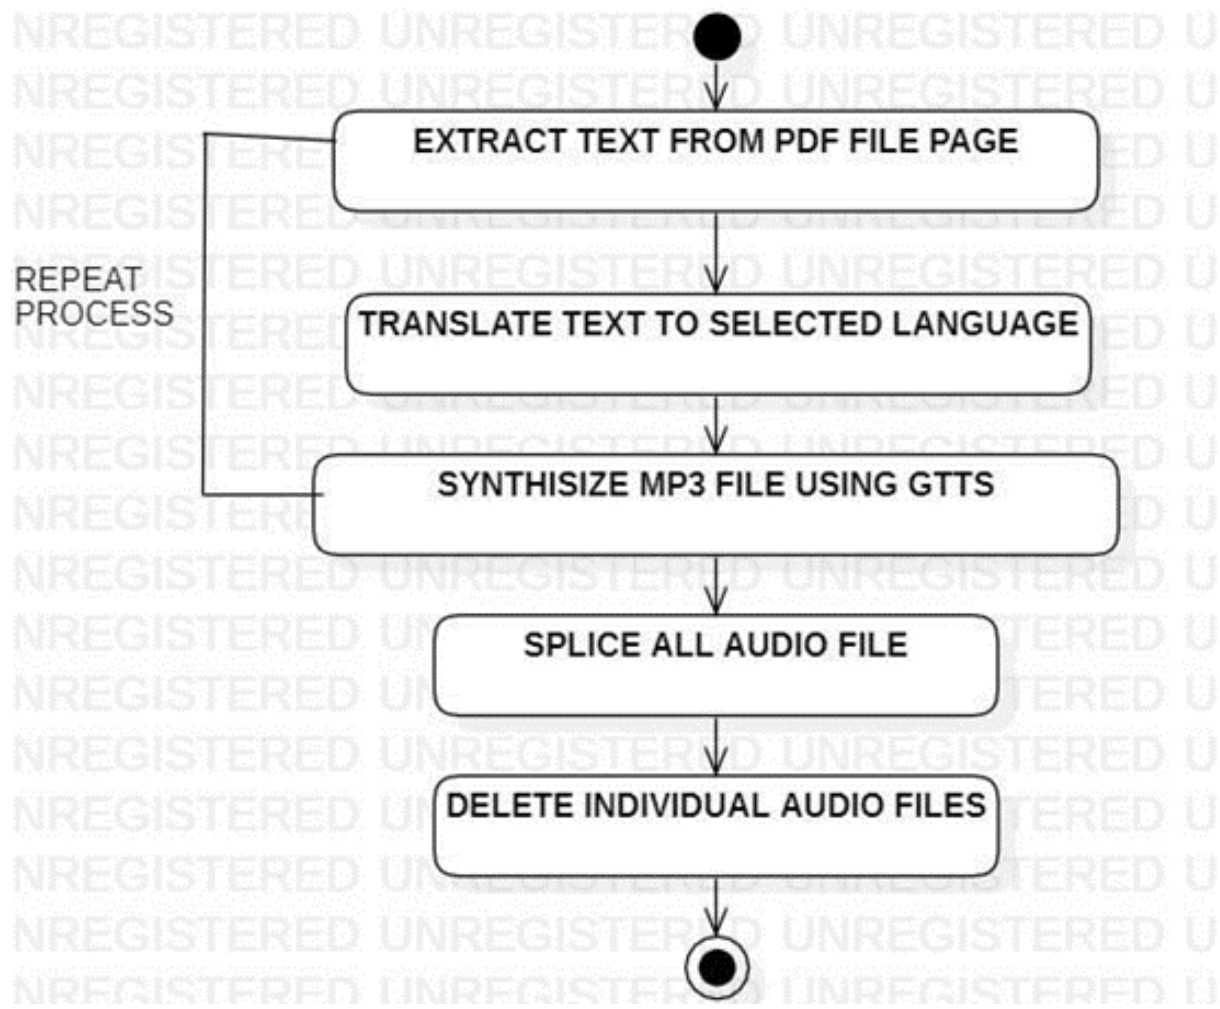 EXTRACT TEXT FROM PDF FILE PAGE
REPEAT
PROCESS
TRANSLATE TEXT TO SELECTED LANGUAGE
SYNTHISIZE MP3 FILE USING GTTS
SPLICE ALL AUDIO FILE
DELETE INDIVIDUAL AUDIO FILES